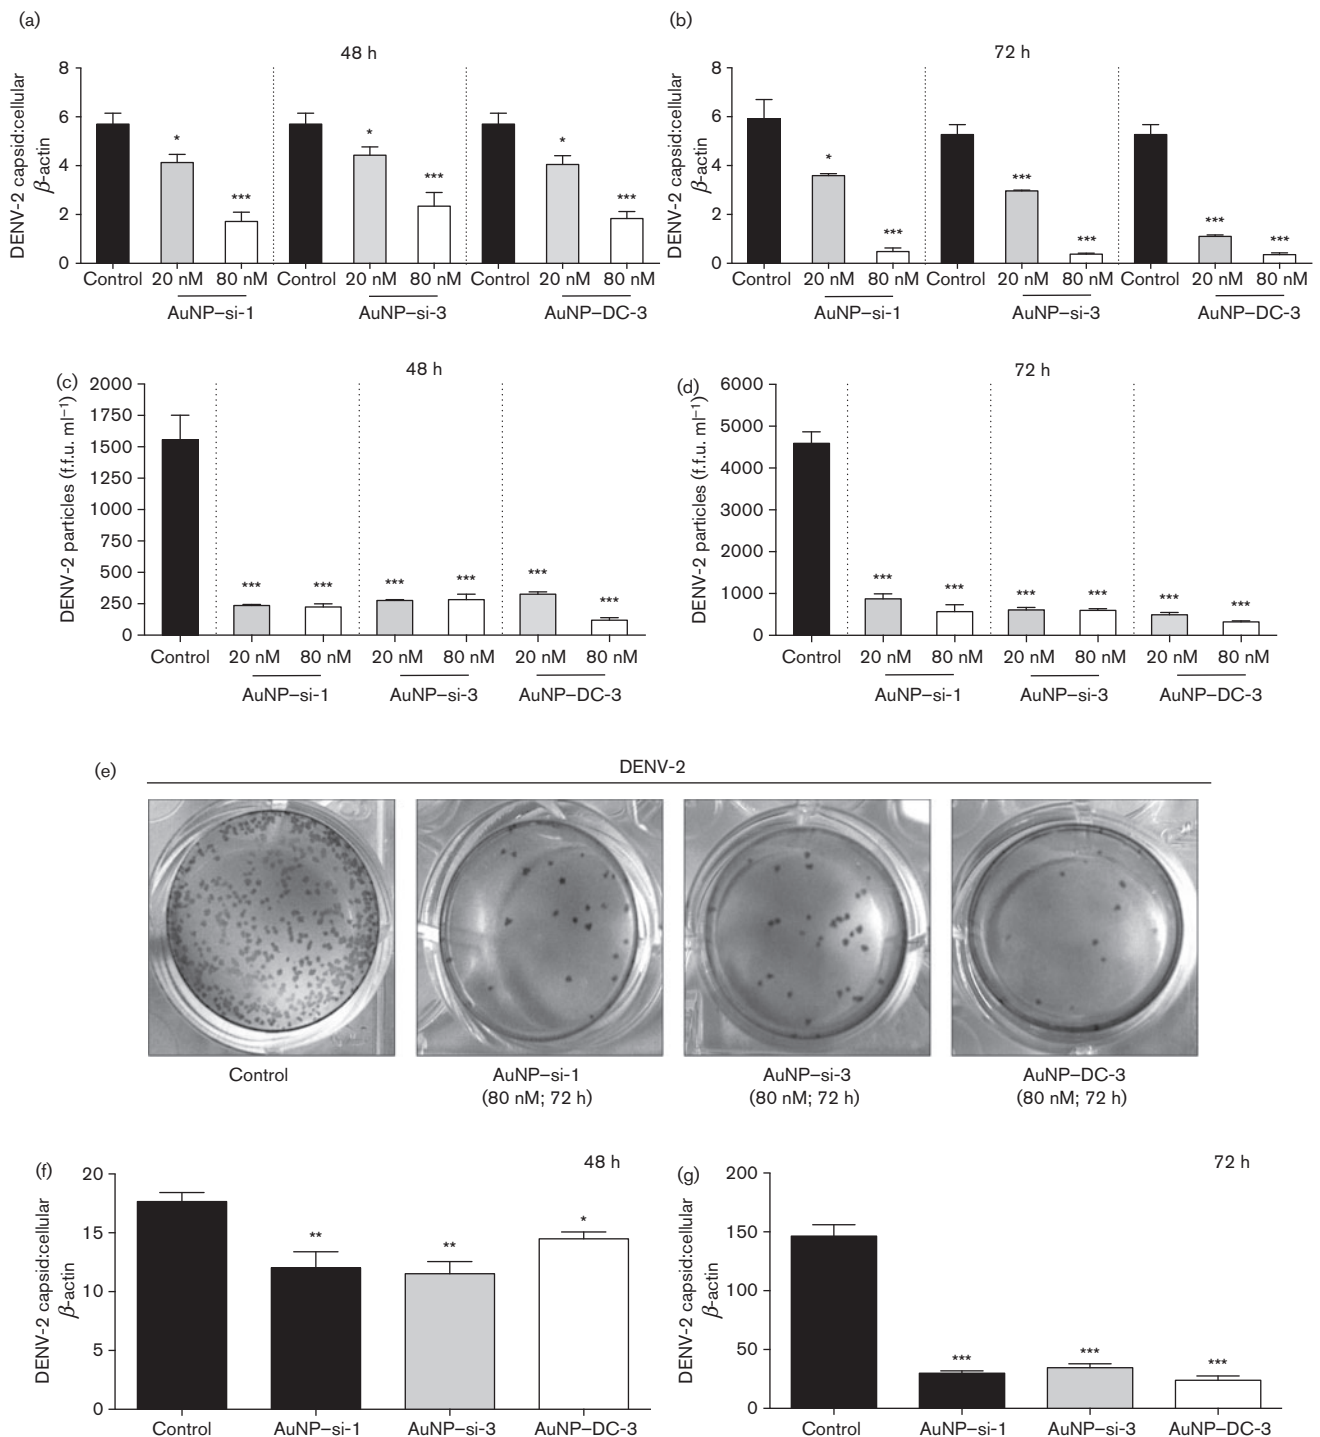 (a)
48 h
DENV-2 capsid:cellular
β-actin
8
6
4
2
0
*
***
*
***
*
***
Control 20 nM 80 nM Control 20 nM 80 nM Control 20 nM 80 nM
AuNP–si-1 AuNP–si-3 AuNP–DC-3
(b)
72 h
DENV-2 capsid:cellular
β-actin
8
6
4
2
0
*
***
***
***
***
***
Control 20 nM 80 nM Control 20 nM 80 nM Control 20 nM 80 nM
AuNP–si-1 AuNP–si-3 AuNP–DC-3
(c)
48 h
DENV-2 particles (f.f.u. ml⁻¹)
2000
1750
1500
1250
1000
750
500
250
0
*** *** *** *** *** ***
Control 20 nM 80 nM 20 nM 80 nM 20 nM 80 nM
AuNP–si-1 AuNP–si-3 AuNP–DC-3
(d)
72 h
DENV-2 particles (f.f.u. ml⁻¹)
6000
5000
4000
3000
2000
1000
0
*** *** *** *** *** ***
Control 20 nM 80 nM 20 nM 80 nM 20 nM 80 nM
AuNP–si-1 AuNP–si-3 AuNP–DC-3
(e)
DENV-2
Control AuNP–si-1 AuNP–si-3 AuNP–DC-3
(80 nM; 72 h) (80 nM; 72 h) (80 nM; 72 h)
(f)
48 h
DENV-2 capsid:cellular
β-actin
20
15
10
5
0
** ** *
Control AuNP–si-1 AuNP–si-3 AuNP–DC-3
(g)
72 h
DENV-2 capsid:cellular
β-actin
200
150
100
50
0
*** *** ***
Control AuNP–si-1 AuNP–si-3 AuNP–DC-3